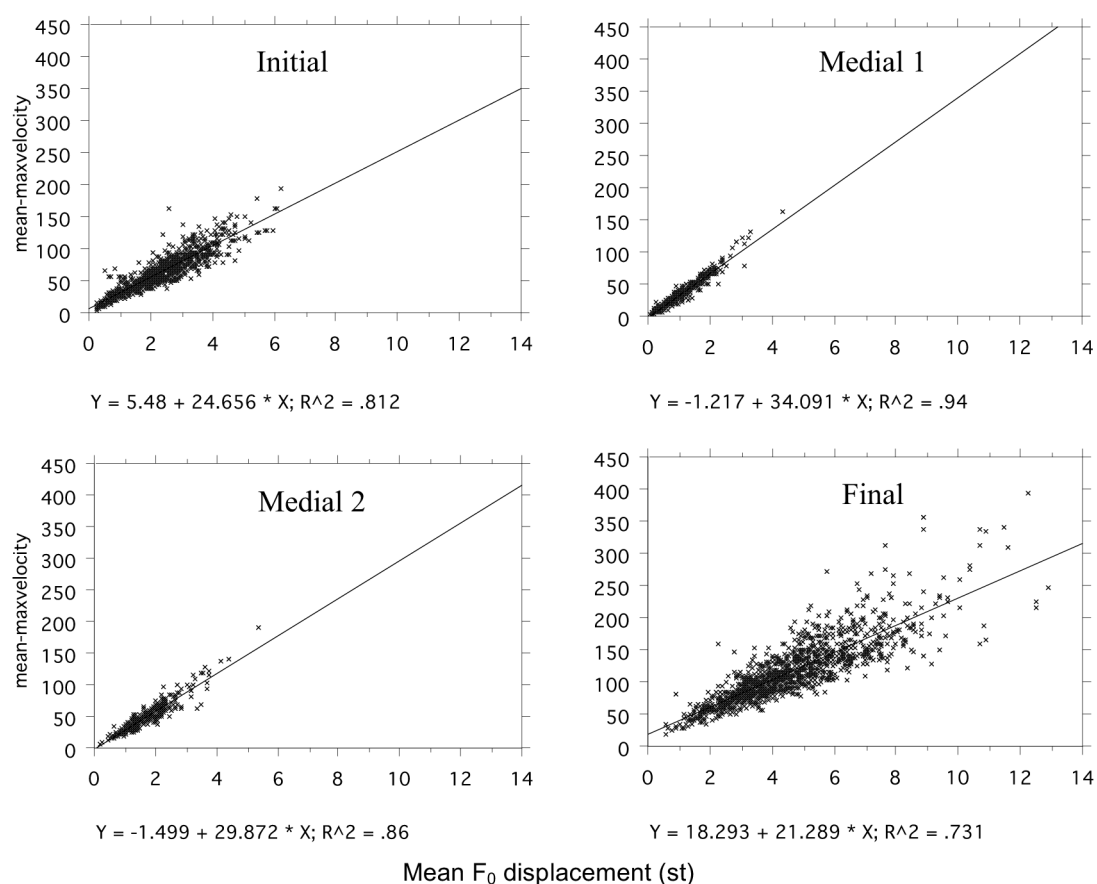 Initial
mean-maxvelocity
450
400
350
300
250
200
150
100
50
0
0 2 4 6 8 10 12 14
Y = 5.48 + 24.656 * X; R^2 = .812
Medial 1
450
400
350
300
250
200
150
100
50
0
0 2 4 6 8 10 12 14
Y = -1.217 + 34.091 * X; R^2 = .94
Medial 2
mean-maxvelocity
450
400
350
300
250
200
150
100
50
0
0 2 4 6 8 10 12 14
Y = -1.499 + 29.872 * X; R^2 = .86
Final
450
400
350
300
250
200
150
100
50
0
0 2 4 6 8 10 12 14
Y = 18.293 + 21.289 * X; R^2 = .731
Mean F₀ displacement (st)